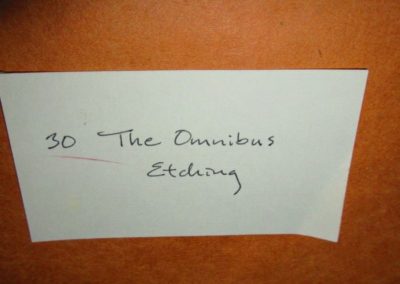 30 The Omnibus
Etching